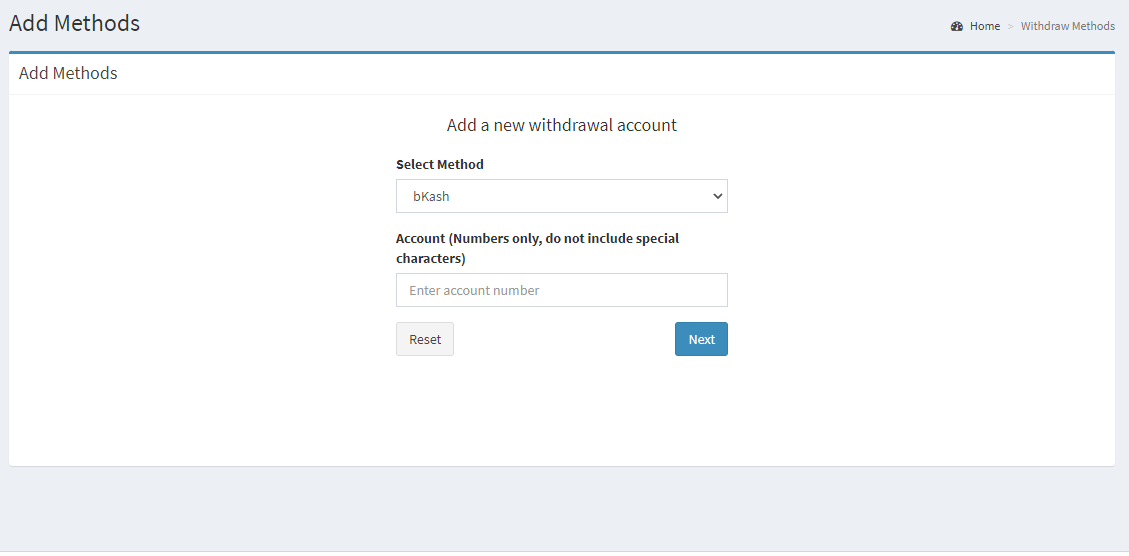 Add Methods
Home > Withdraw Methods
Add Methods
Add a new withdrawal account
Select Method
bKash
Account (Numbers only, do not include special
characters)
Enter account number
Reset
Next